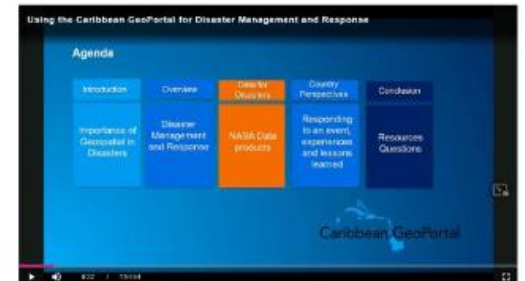 Using the Caribbean GeoPortal for Disaster Management and Response
Agenda
Introduction
Overview
Data for
Disasters
Country
Perspectives
Conclusion
Importance of
Geospatial in
Disasters
Disaster
Management
and Response
NASA Data
products
Responding
to an event,
experiences
and lessons
learned
Resources
Questions
Caribbean GeoPortal